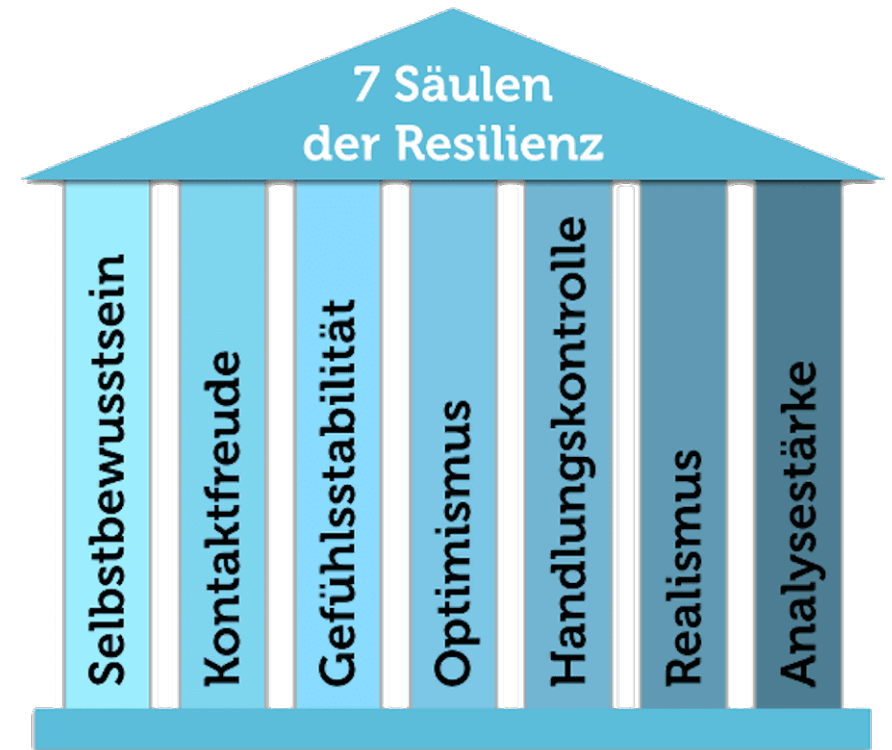 7 Säulen
der Resilienz
Selbstbewusstsein
Kontaktfreude
Gefühlsstabilität
Optimismus
Handlungskontrolle
Realismus
Analysestärke